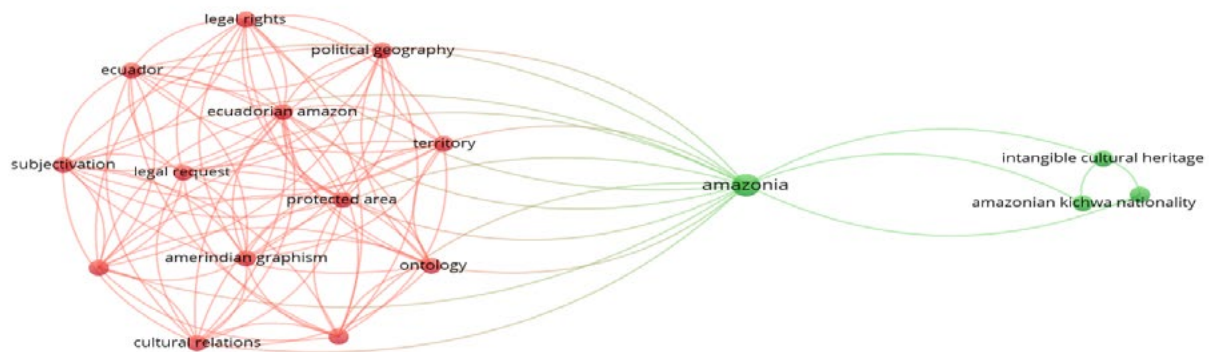 legal rights
political geography
ecuador
ecuadorian amazon
territory
subjectivation
legal request
protected area
amerindian graphism
ontology
cultural relations
amazonia
intangible cultural heritage
amazonian kichwa nationality